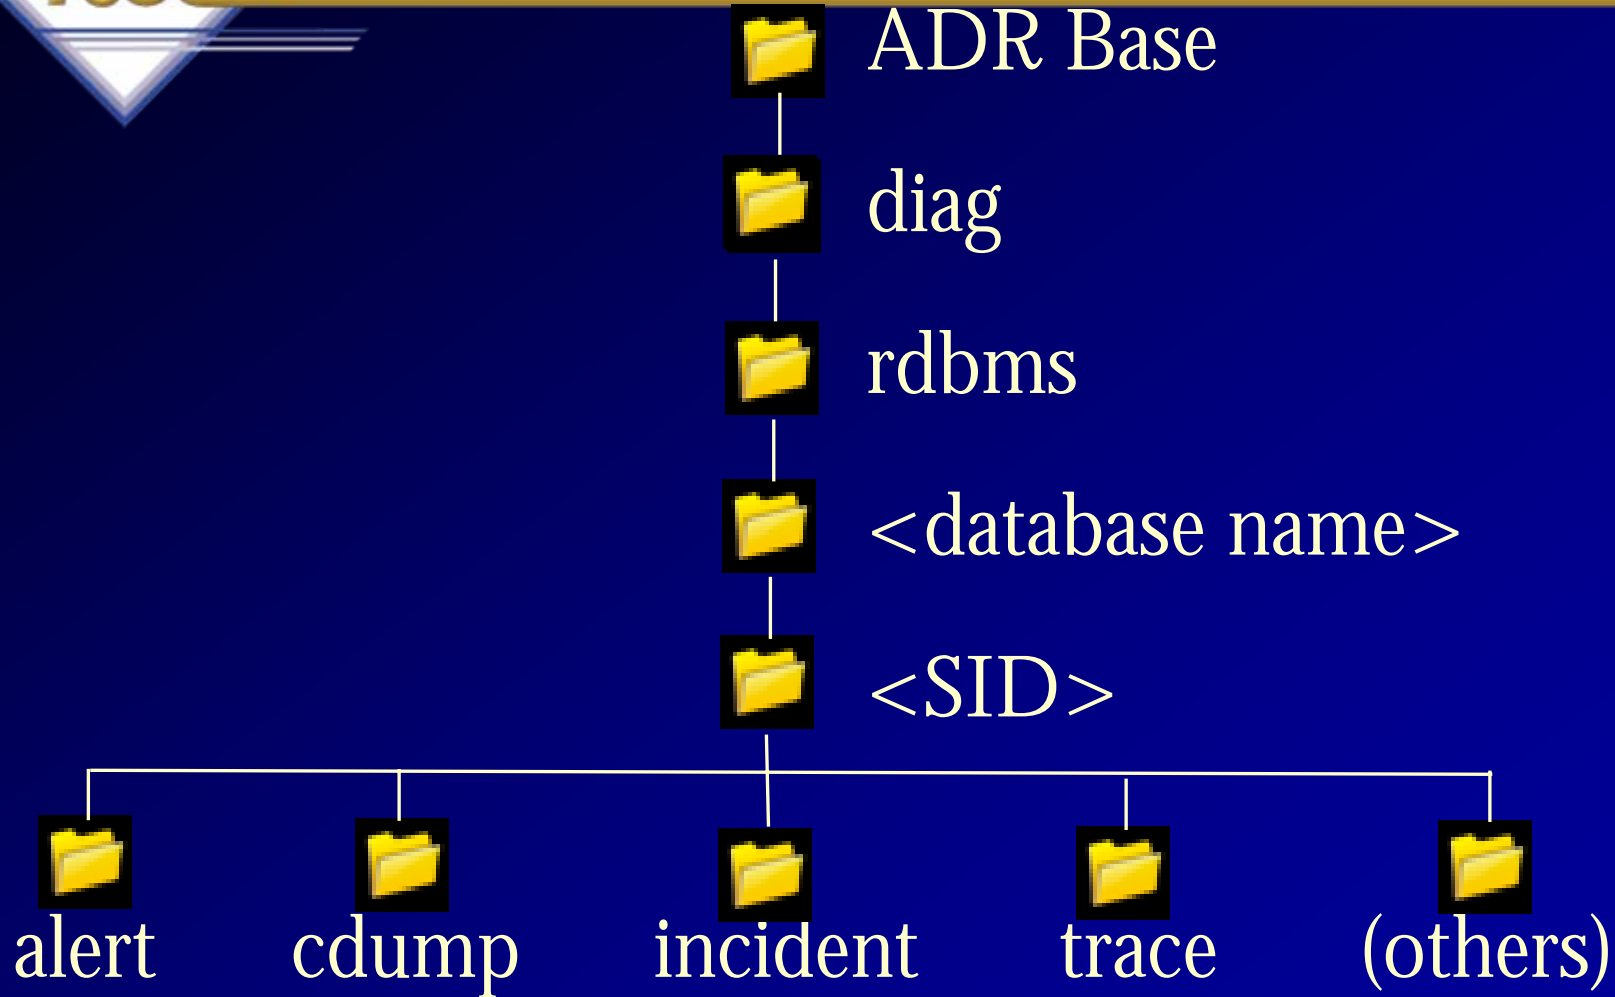 ADR Base
diag
rdbms
<database name>
<SID>
alert cdump incident trace (others)